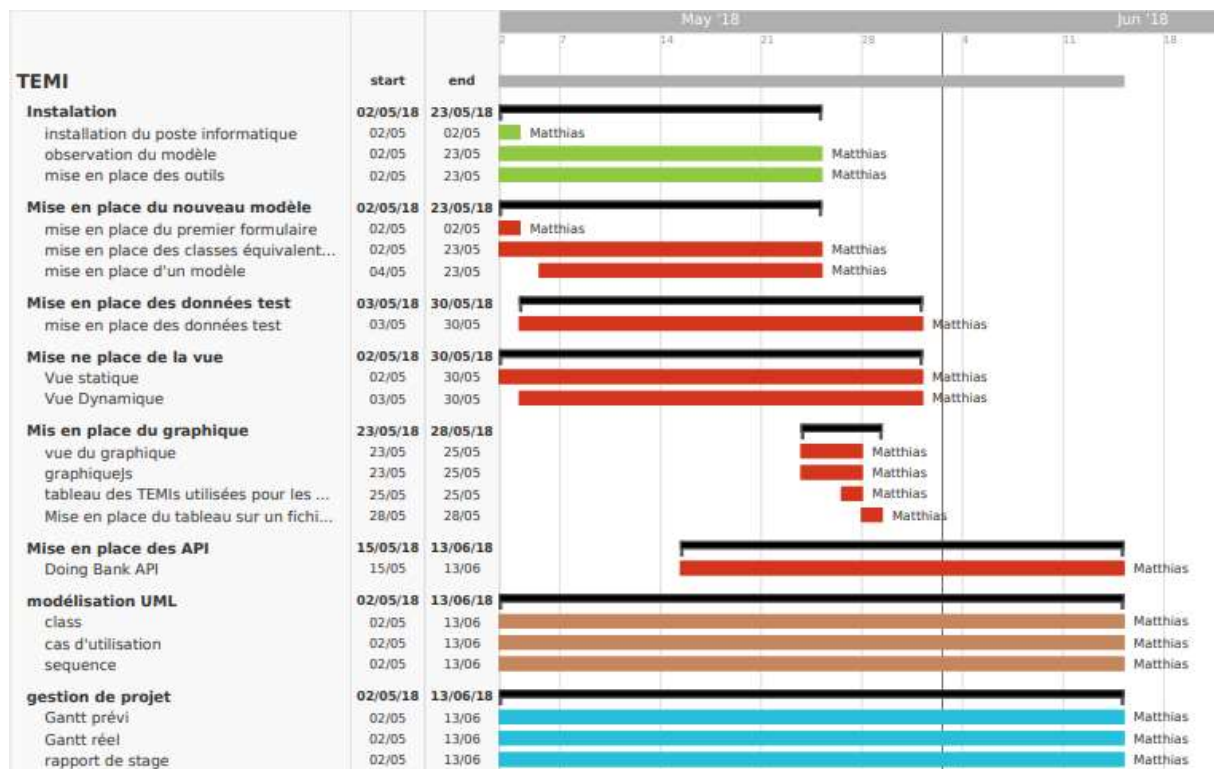 May '18 Jun '18
2 7 14 21 28 4 11 18
TEMI start end
Instalation 02/05/18 23/05/18
installation du poste informatique 02/05 02/05 Matthias
observation du modèle 02/05 23/05 Matthias
mise en place des outils 02/05 23/05 Matthias
Mise en place du nouveau modèle 02/05/18 23/05/18
mise en place du premier formulaire 02/05 02/05 Matthias
mise en place des classes équivalent... 02/05 23/05 Matthias
mise en place d'un modèle 04/05 23/05 Matthias
Mise en place des données test 03/05/18 30/05/18
mise en place des données test 03/05 30/05 Matthias
Mise ne place de la vue 02/05/18 30/05/18
Vue statique 02/05 30/05 Matthias
Vue Dynamique 03/05 30/05 Matthias
Mis en place du graphique 23/05/18 28/05/18
vue du graphique 23/05 25/05 Matthias
graphiqueJs 23/05 25/05 Matthias
tableau des TEMIs utilisées pour les ... 25/05 25/05 Matthias
Mise en place du tableau sur un fichi... 28/05 28/05 Matthias
Mise en place des API 15/05/18 13/06/18
Doing Bank API 15/05 13/06 Matthias
modélisation UML 02/05/18 13/06/18
class 02/05 13/06 Matthias
cas d'utilisation 02/05 13/06 Matthias
sequence 02/05 13/06 Matthias
gestion de projet 02/05/18 13/06/18
Gantt prévi 02/05 13/06 Matthias
Gantt réel 02/05 13/06 Matthias
rapport de stage 02/05 13/06 Matthias